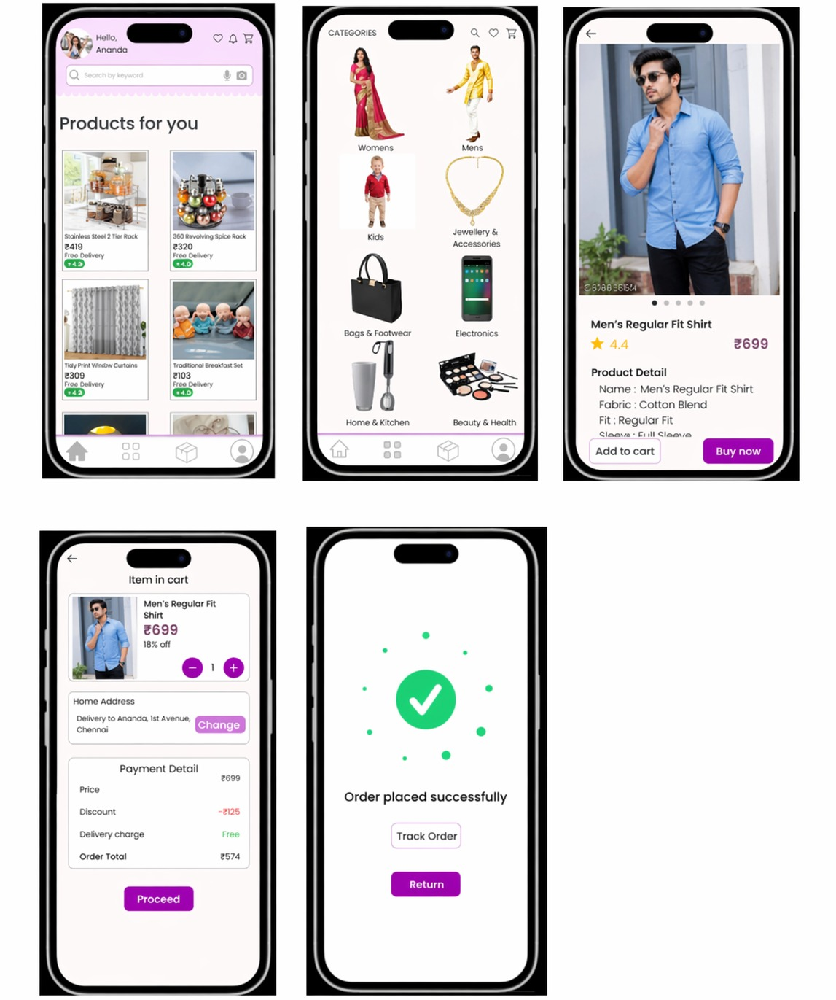 Hello,
Ananda
Search by keyword
Products for you
Stainless Steel 2 Tier Rack
₹419
Free Delivery
★ 4.3
360 Revolving Spice Rack
₹320
Free Delivery
★ 4.0
Tidy Print Window Curtains
₹309
Free Delivery
★ 4.0
Traditional Breakfast Set
₹103
Free Delivery
★ 4.0
CATEGORIES
Womens
Mens
Kids
Jewellery &
Accessories
Bags & Footwear
Electronics
Home & Kitchen
Beauty & Health
Men's Regular Fit Shirt
★ 4.4
₹699
Product Detail
Name : Men's Regular Fit Shirt
Fabric : Cotton Blend
Fit : Regular Fit
Sleeve : Full Sleeve
Add to cart
Buy now
Item in cart
Men's Regular Fit
Shirt
₹699
18% off
1
Home Address
Delivery to Ananda, 1st Avenue,
Chennai
Change
Payment Detail
₹699
Price
Discount
-₹125
Delivery charge
Free
Order Total
₹574
Proceed
Order placed successfully
Track Order
Return